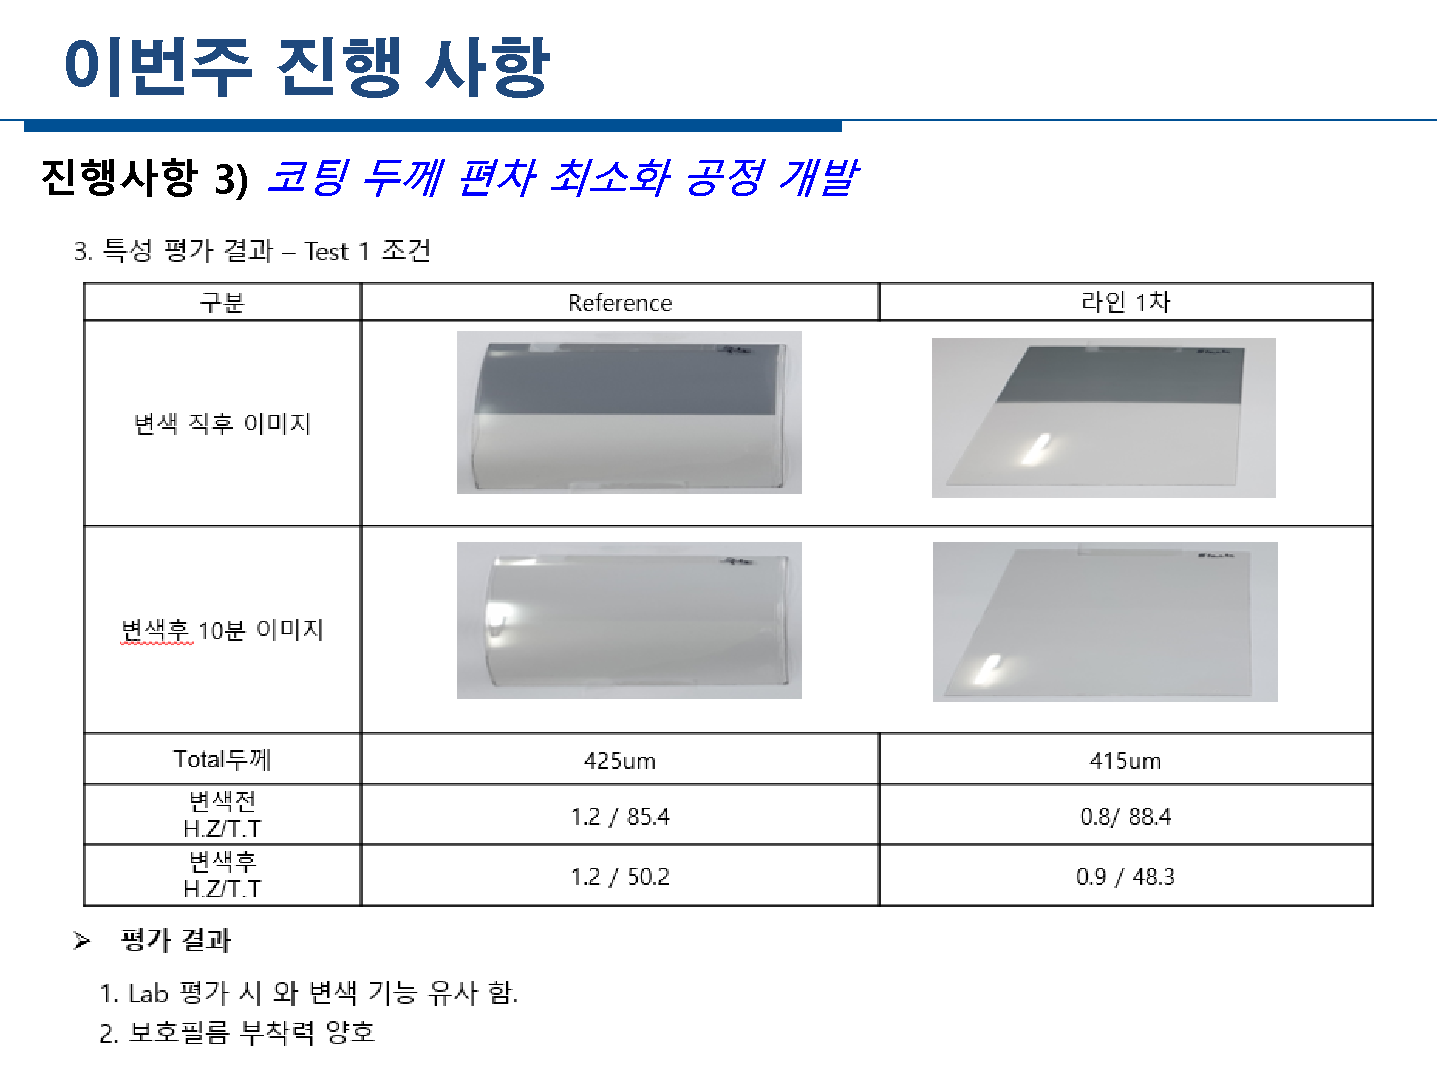 이번주 진행 사항
진행사항 3) 코팅 두께 편차 최소화 공정 개발
3. 특성 평가 결과 – Test 1 조건
구분 Reference 라인 1차
변색 직후 이미지
변색후 10분 이미지
Total두께 425um 415um
변색전
H.Z/T.T 1.2 / 85.4 0.8/ 88.4
변색후
H.Z/T.T 1.2 / 50.2 0.9 / 48.3
➢ 평가 결과
1. Lab 평가 시 와 변색 기능 유사 함.
2. 보호필름 부착력 양호